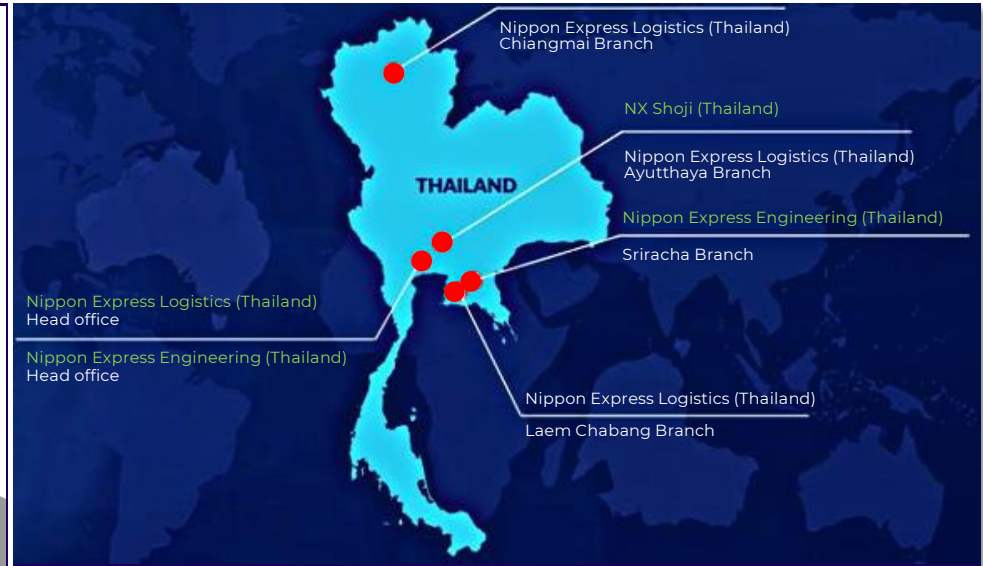 Nippon Express Logistics (Thailand)
Chiangmai Branch
NX Shoji (Thailand)
Nippon Express Logistics (Thailand)
Ayutthaya Branch
THAILAND
Nippon Express Engineering (Thailand)
Sriracha Branch
Nippon Express Logistics (Thailand)
Head office
Nippon Express Engineering (Thailand)
Head office
Nippon Express Logistics (Thailand)
Laem Chabang Branch